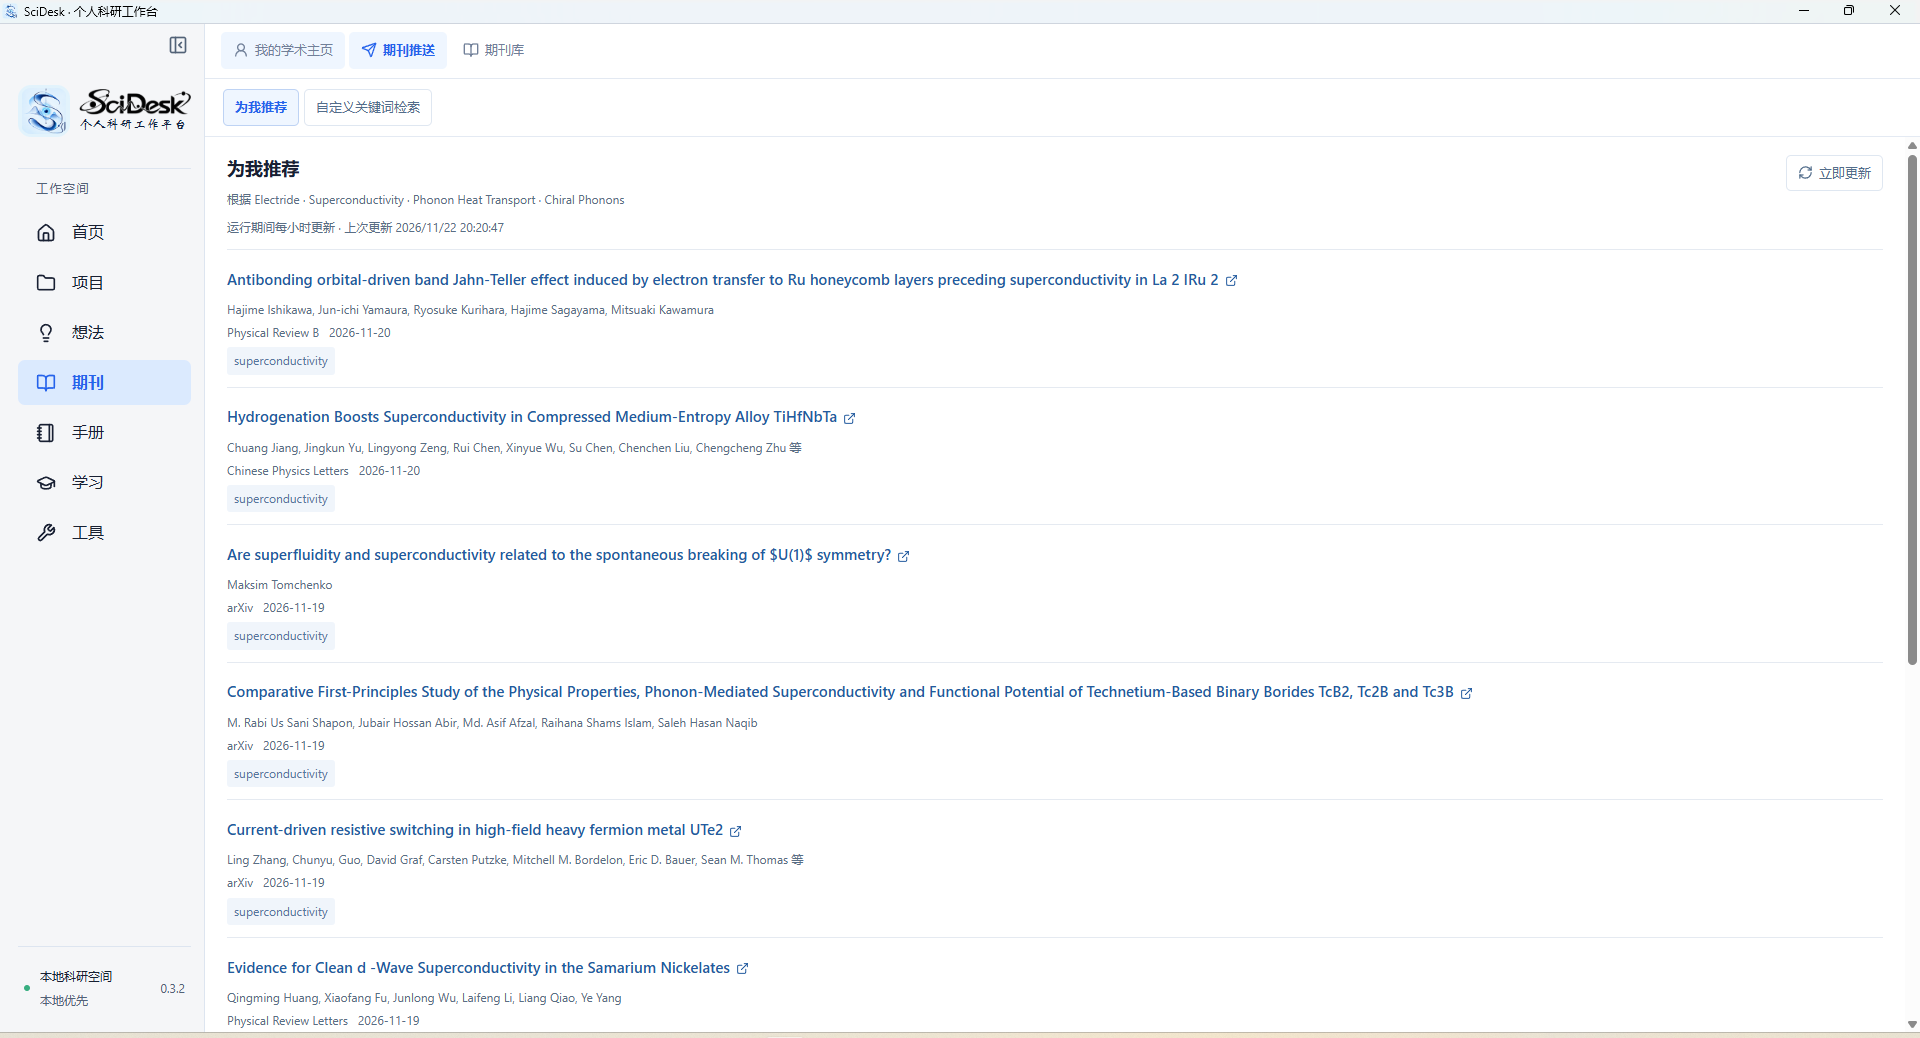 SciDesk · 个人科研工作台
我的学术主页
期刊推送
期刊库
SciDesk
个人科研工作平台
为我推荐
自定义关键词检索
工作空间
首页
项目
想法
期刊
手册
学习
工具
为我推荐
立即更新
根据 Electride · Superconductivity · Phonon Heat Transport · Chiral Phonons
运行期间每小时更新 · 上次更新 2026/11/22 20:20:47
Antibonding orbital-driven band Jahn-Teller effect induced by electron transfer to Ru honeycomb layers preceding superconductivity in La 2 IRu 2
Hajime Ishikawa, Jun-ichi Yamaura, Ryosuke Kurihara, Hajime Sagayama, Mitsuaki Kawamura
Physical Review B 2026-11-20
superconductivity
Hydrogenation Boosts Superconductivity in Compressed Medium-Entropy Alloy TiHfNbTa
Chuang Jiang, Jingkun Yu, Lingyong Zeng, Rui Chen, Xinyue Wu, Su Chen, Chenchen Liu, Chengcheng Zhu 等
Chinese Physics Letters 2026-11-20
superconductivity
Are superfluidity and superconductivity related to the spontaneous breaking of $U(1)$ symmetry?
Maksim Tomchenko
arXiv 2026-11-19
superconductivity
Comparative First-Principles Study of the Physical Properties, Phonon-Mediated Superconductivity and Functional Potential of Technetium-Based Binary Borides TcB2, Tc2B and Tc3B
M. Rabi Us Sani Shapon, Jubair Hossan Abir, Md. Asif Afzal, Raihana Shams Islam, Saleh Hasan Naqib
arXiv 2026-11-19
superconductivity
Current-driven resistive switching in high-field heavy fermion metal UTe2
Ling Zhang, Chunyu, Guo, David Graf, Carsten Putzke, Mitchell M. Bordelon, Eric D. Bauer, Sean M. Thomas 等
arXiv 2026-11-19
superconductivity
Evidence for Clean d -Wave Superconductivity in the Samarium Nickelates
Qingming Huang, Xiaofang Fu, Junlong Wu, Laifeng Li, Liang Qiao, Ye Yang
Physical Review Letters 2026-11-19
本地科研空间
本地优先
0.3.2